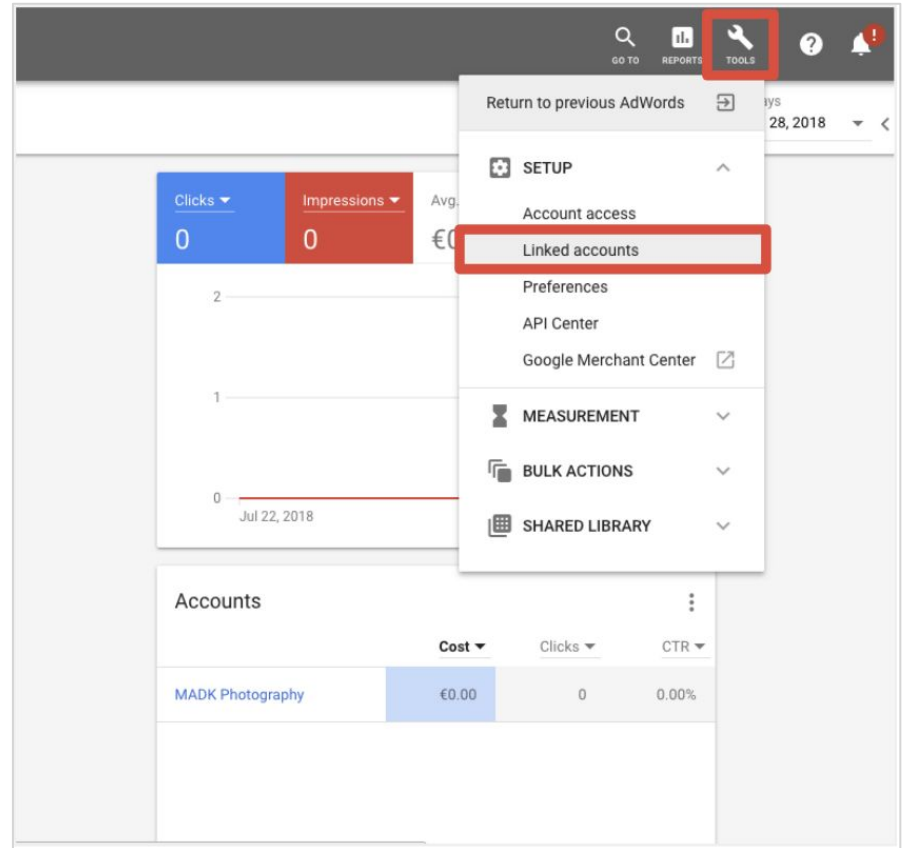 GO TO REPORTS TOOLS !
Return to previous AdWords
28, 2018
SETUP
Clicks Impressions Avg.
0 0
Account access
Linked accounts
Preferences
API Center
Google Merchant Center
2
1
0
Jul 22, 2018
MEASUREMENT
BULK ACTIONS
SHARED LIBRARY
Accounts
Cost Clicks CTR
MADK Photography €0.00 0 0.00%